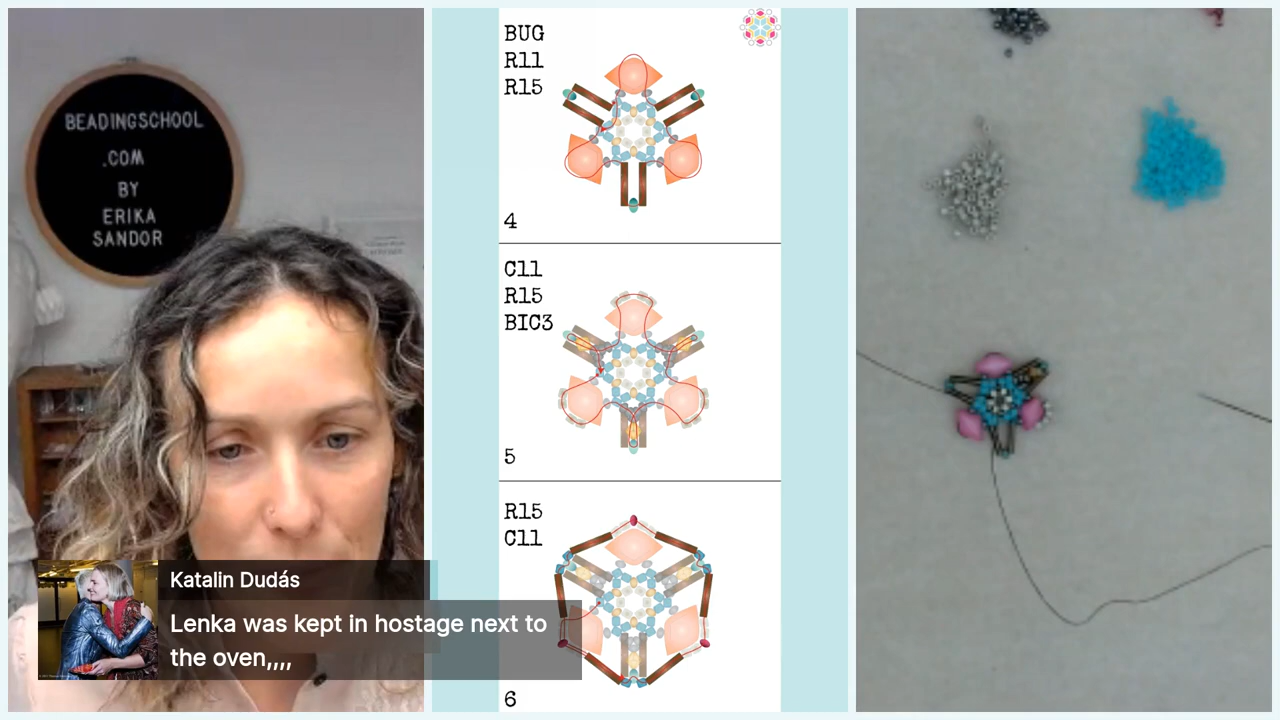 BEADINGSCHOOL
.COM
BY
ERIKA
SANDOR
BUG
R11
R15
4
C11
R15
BIC3
5
R15
C11
6
Katalin Dudás
Lenka was kept in hostage next to
the oven,,,,